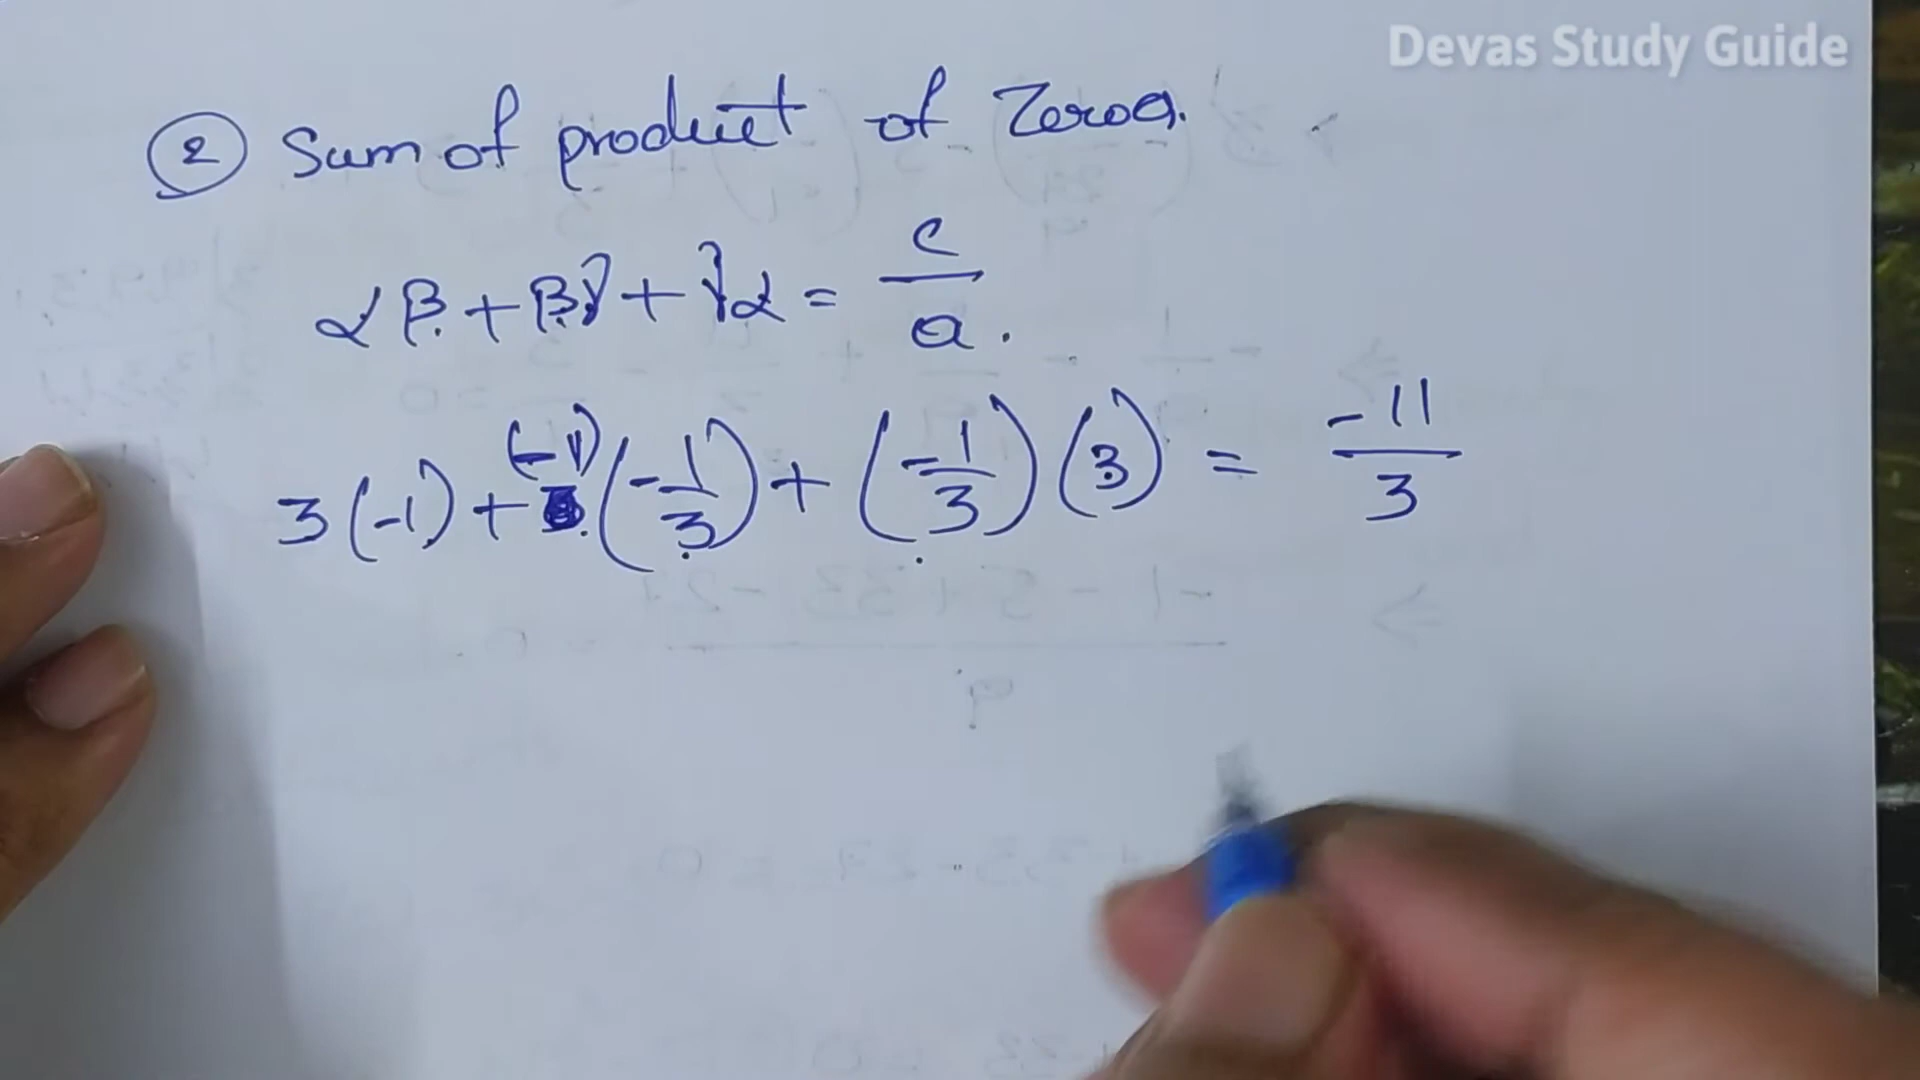 Devas Study Guide
② Sum of product of Zeroes.
αβ + βγ + γα = c/a.
3(-1) + (-1)(-1/3) + (-1/3)(3) = -11/3